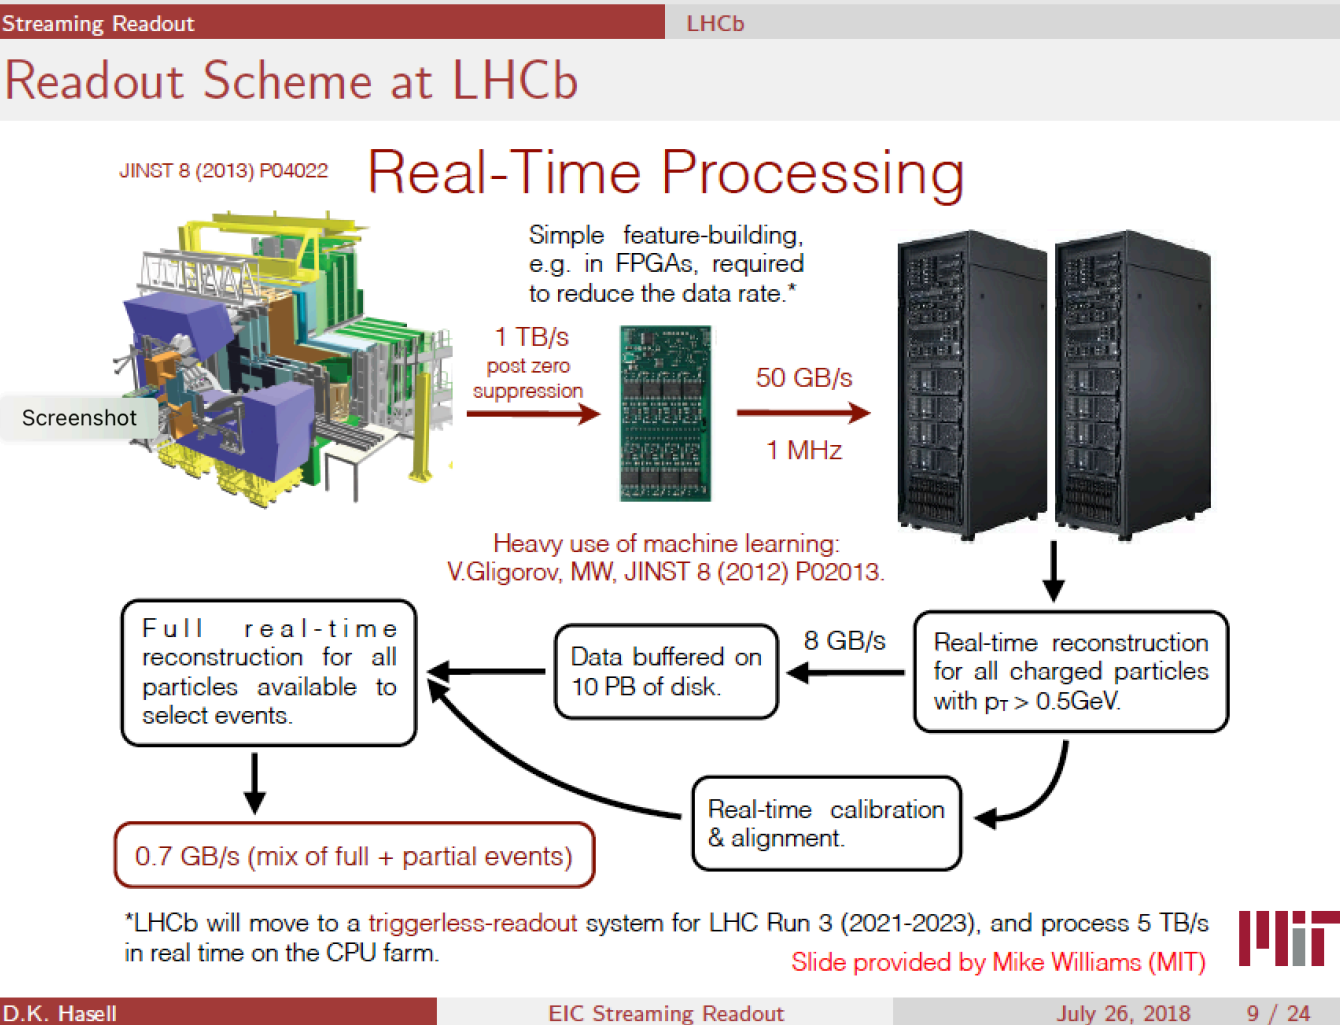 Streaming Readout
LHCb
Readout Scheme at LHCb
JINST 8 (2013) P04022
Real-Time Processing
Simple feature-building,
e.g. in FPGAs, required
to reduce the data rate.*
1 TB/s
post zero
suppression
50 GB/s
1 MHz
Screenshot
Heavy use of machine learning:
V.Gligorov, MW, JINST 8 (2012) P02013.
Full real-time
reconstruction for all
particles available to
select events.
Data buffered on
10 PB of disk.
8 GB/s
Real-time reconstruction
for all charged particles
with pT > 0.5GeV.
Real-time calibration
& alignment.
0.7 GB/s (mix of full + partial events)
*LHCb will move to a triggerless-readout system for LHC Run 3 (2021-2023), and process 5 TB/s
in real time on the CPU farm.
Slide provided by Mike Williams (MIT)
MIT
D.K. Hasell
EIC Streaming Readout
July 26, 2018
9 / 24